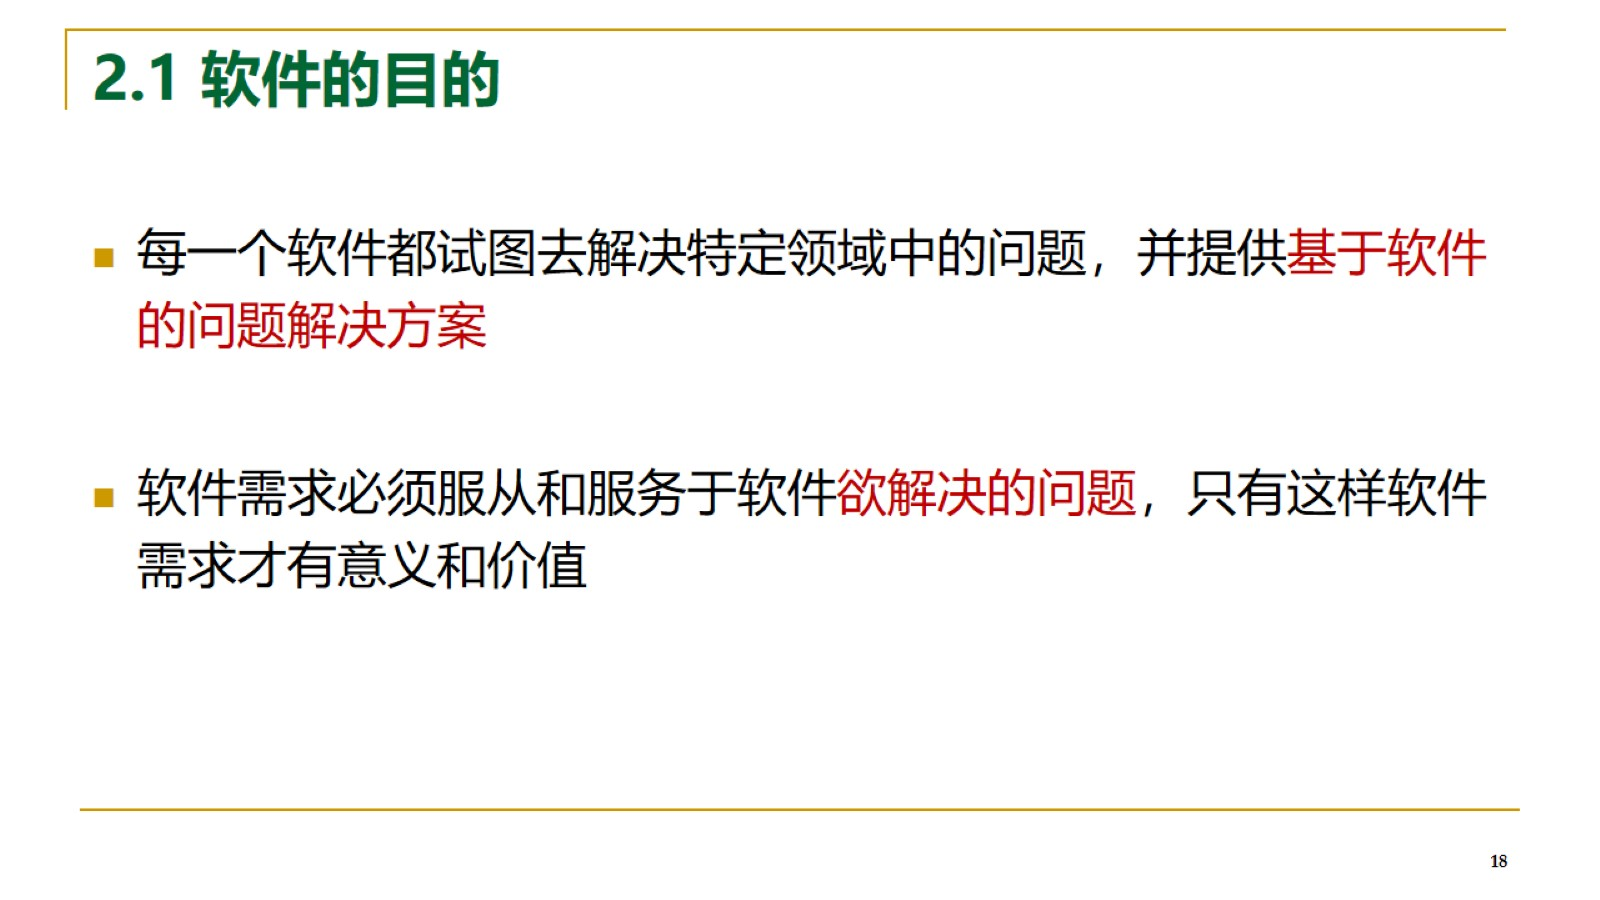 2.1 软件的目的
每一个软件都试图去解决特定领域中的问题，并提供基于软件
的问题解决方案
软件需求必须服从和服务于软件欲解决的问题，只有这样软件
需求才有意义和价值
18